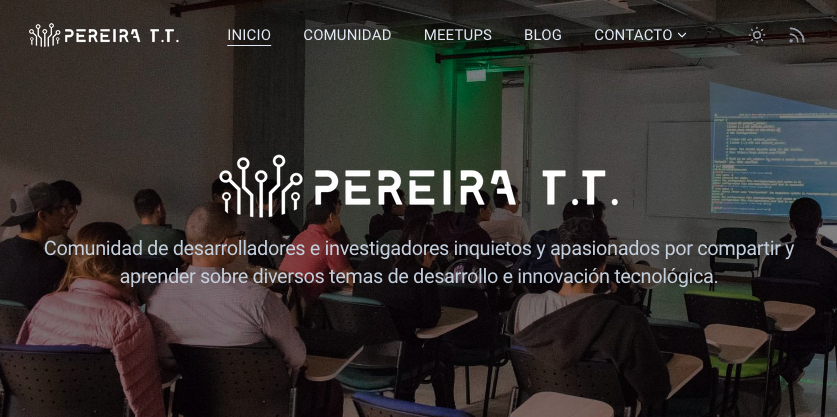 PEREIRA T.T.
INICIO
COMUNIDAD
MEETUPS
BLOG
CONTACTO
PEREIRA T.T.
Comunidad de desarrolladores e investigadores inquietos y apasionados por compartir y
aprender sobre diversos temas de desarrollo e innovación tecnológica.